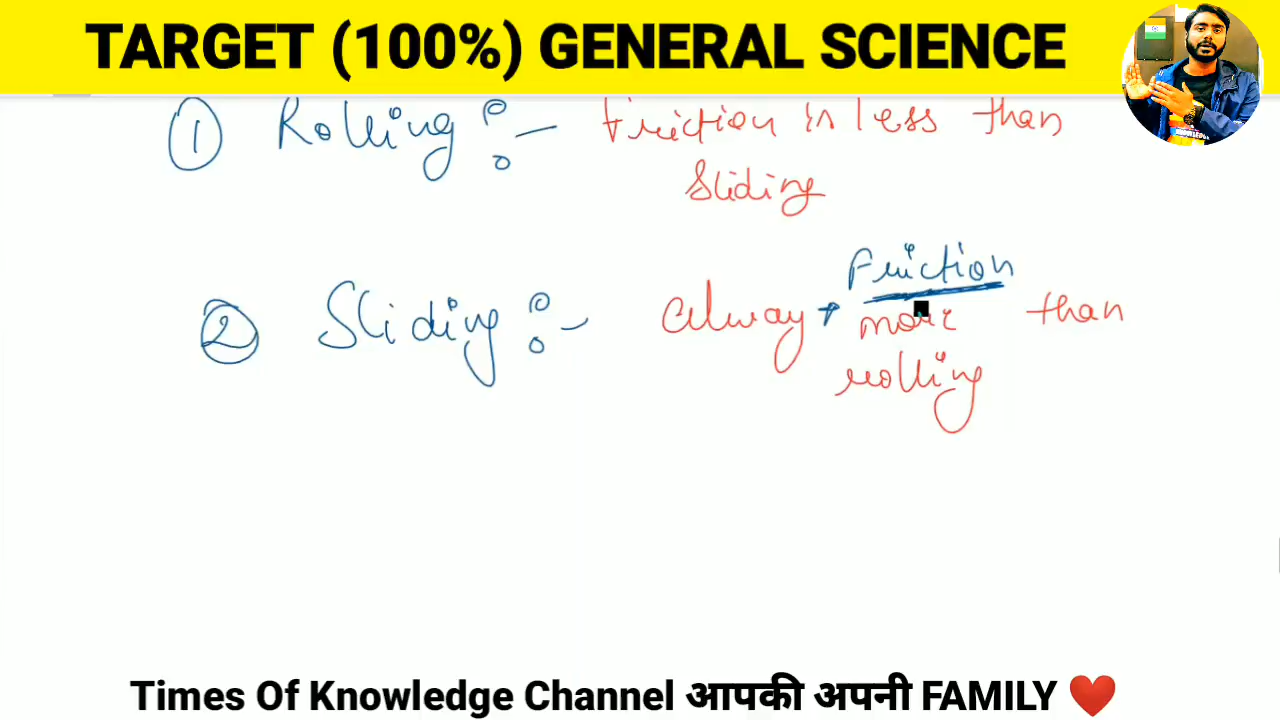 TARGET (100%) GENERAL SCIENCE
① Rolling :- Friction is less than
Sliding
Friction
② Sliding :- Always more than
rolling
Times Of Knowledge Channel आपकी अपनी FAMILY ❤️